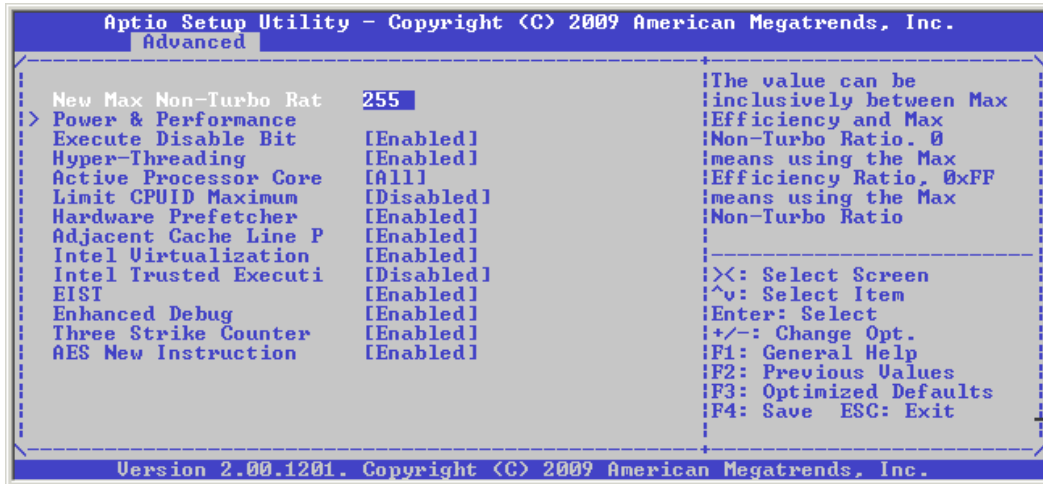 Aptio Setup Utility - Copyright (C) 2009 American Megatrends, Inc.
Advanced
New Max Non-Turbo Rat 255
> Power & Performance
Execute Disable Bit [Enabled]
Hyper-Threading [Enabled]
Active Processor Core [All]
Limit CPUID Maximum [Disabled]
Hardware Prefetcher [Enabled]
Adjacent Cache Line P [Enabled]
Intel Virtualization [Enabled]
Intel Trusted Executi [Disabled]
EIST [Enabled]
Enhanced Debug [Enabled]
Three Strike Counter [Enabled]
AES New Instruction [Enabled]
The value can be
inclusively between Max
Efficiency and Max
Non-Turbo Ratio. 0
means using the Max
Efficiency Ratio, 0xFF
means using the Max
Non-Turbo Ratio
><: Select Screen
^v: Select Item
Enter: Select
+/-: Change Opt.
F1: General Help
F2: Previous Values
F3: Optimized Defaults
F4: Save ESC: Exit
Version 2.00.1201. Copyright (C) 2009 American Megatrends, Inc.